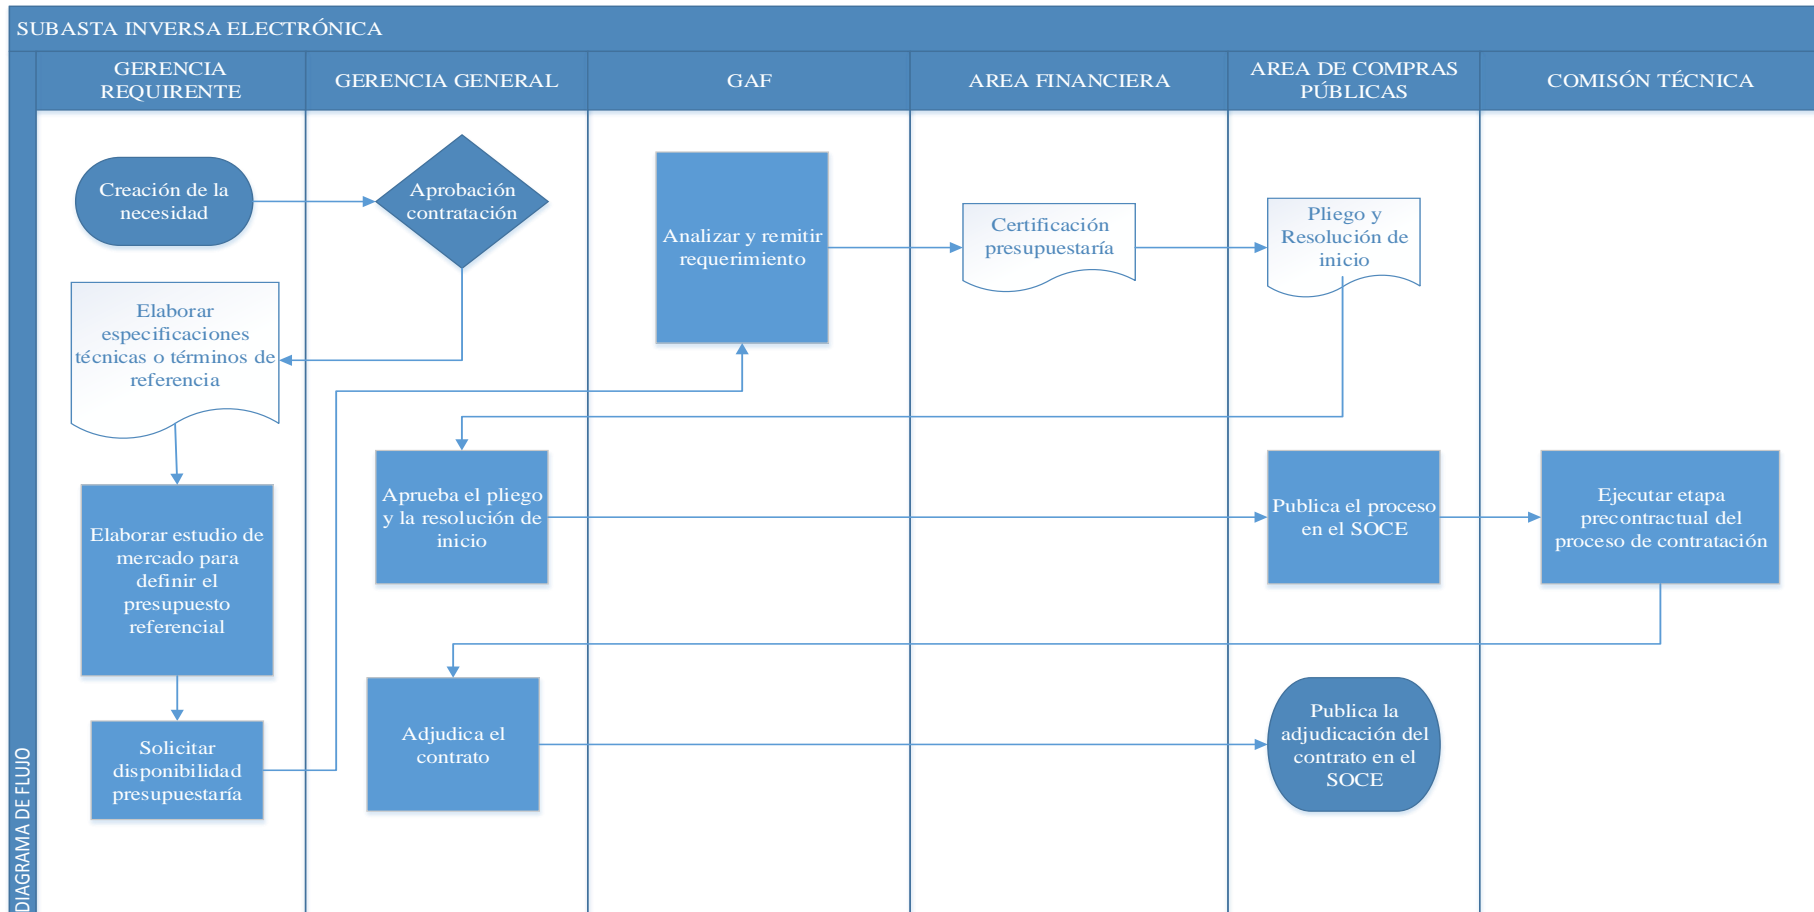 SUBASTA INVERSA ELECTRÓNICA
GERENCIA
REQUIRENTE
GERENCIA GENERAL
GAF
AREA FINANCIERA
AREA DE COMPRAS
PÚBLICAS
COMISÓN TÉCNICA
Creación de la
necesidad
Aprobación
contratación
Analizar y remitir
requerimiento
Certificación
presupuestaría
Pliego y
Resolución de
inicio
Elaborar
especificaciones
técnicas o términos de
referencia
Elaborar estudio de
mercado para
definir el
presupuesto
referencial
Aprueba el pliego
y la resolución de
inicio
Publica el proceso
en el SOCE
Ejecutar etapa
precontractual del
proceso de contratación
Solicitar
disponibilidad
presupuestaría
Adjudica el
contrato
Publica la
adjudicación del
contrato en el
SOCE
DIAGRAMA DE FLUJO